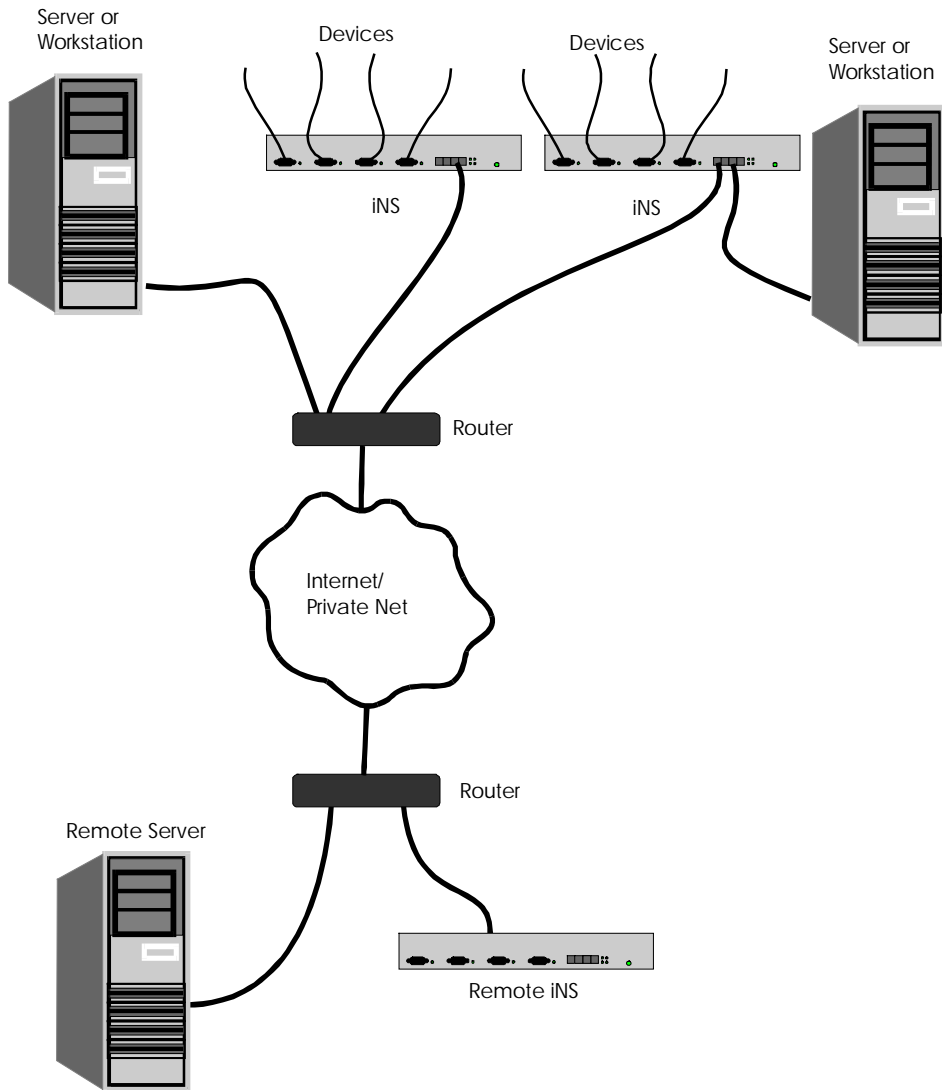 Server or
Workstation
Devices
Devices
Server or
Workstation
iNS
iNS
Router
Internet/
Private Net
Router
Remote Server
Remote iNS